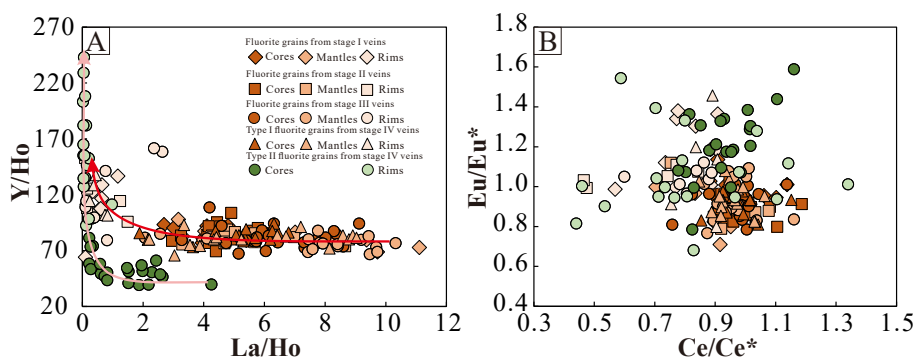 A
Y/Ho
270
220
170
120
70
20
0
2
4
6
8
10
12
La/Ho
Fluorite grains from stage I veins
Cores Mantles Rims
Fluorite grains from stage II veins
Cores Mantles Rims
Fluorite grains from stage III veins
Cores Mantles Rims
Type I fluorite grains from stage IV veins
Cores Mantles Rims
Type II fluorite grains from stage IV veins
Cores Rims
B
Eu/Eu*
1.8
1.6
1.4
1.2
1.0
0.8
0.6
0.4
0.3
0.5
0.7
0.9
1.1
1.3
1.5
Ce/Ce*